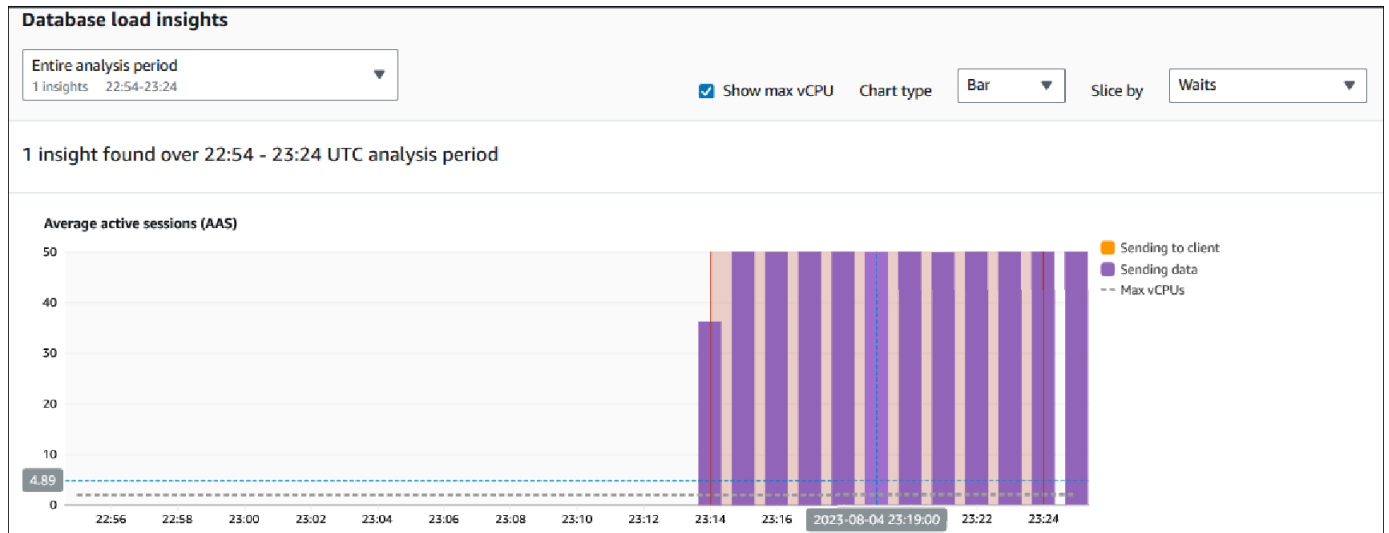 Database load insights
Entire analysis period
1 insights 22:54-23:24
Show max vCPU Chart type Bar Slice by Waits
1 insight found over 22:54 - 23:24 UTC analysis period
Average active sessions (AAS)
50
40
30
20
10
4.89
0
Sending to client
Sending data
Max vCPUs
22:56 22:58 23:00 23:02 23:04 23:06 23:08 23:10 23:12 23:14 23:16 2023-08-04 23:19:00 23:22 23:24